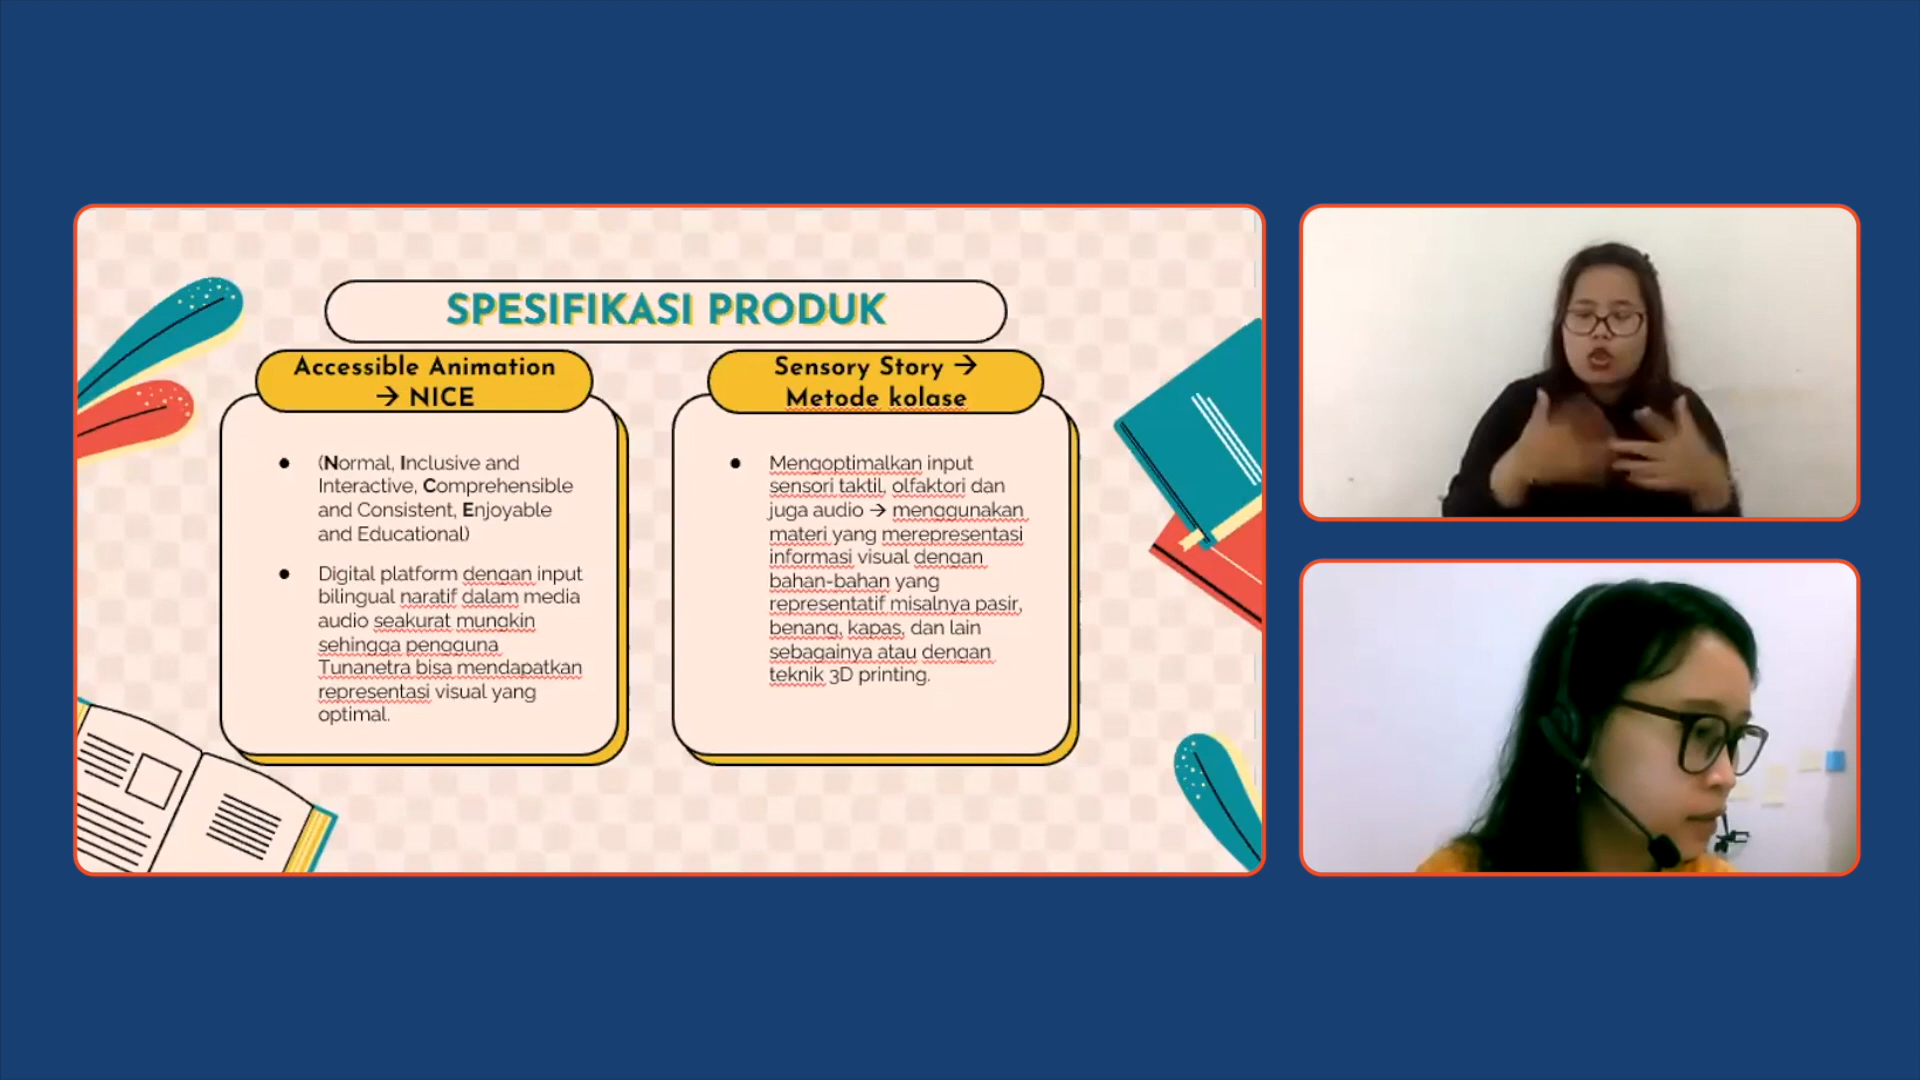 SPESIFIKASI PRODUK
Accessible Animation
→ NICE
● (Normal, Inclusive and
Interactive, Comprehensible
and Consistent, Enjoyable
and Educational)
● Digital platform dengan input
bilingual naratif dalam media
audio seakurat mungkin
sehingga pengguna
Tunanetra bisa mendapatkan
representasi visual yang
optimal.
Sensory Story →
Metode kolase
● Mengoptimalkan input
sensori taktil, olfaktori dan
juga audio → menggunakan
materi yang merepresentasi
informasi visual dengan
bahan-bahan yang
representatif misalnya pasir,
benang, kapas, dan lain
sebagainya atau dengan
teknik 3D printing.